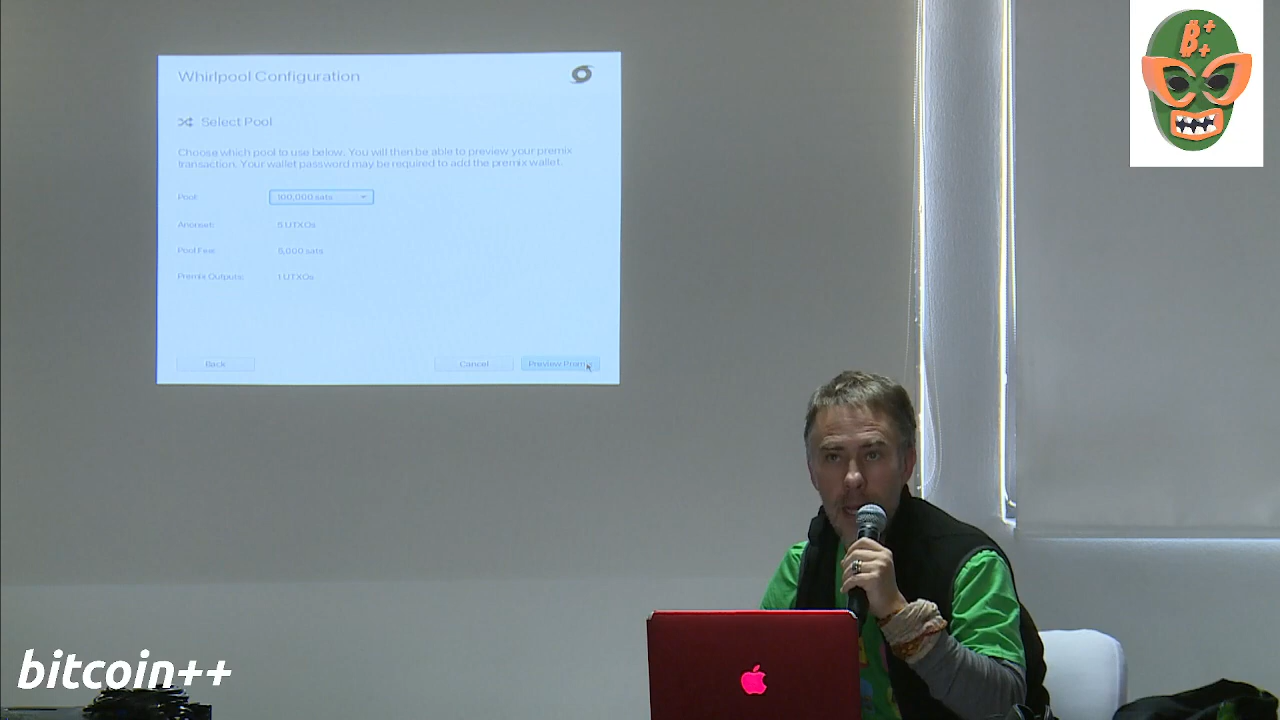 Whirlpool Configuration
Select Pool
Choose which pool to use below. You will then be able to preview your premix
transaction. Your wallet password may be required to add the premix wallet.
Pool: 100,000 sats
Anonset: 5 UTXOs
Pool Fee: 5,000 sats
Premix Outputs: 1 UTXOs
Back
Cancel
Preview Premix
B++
bitcoin++